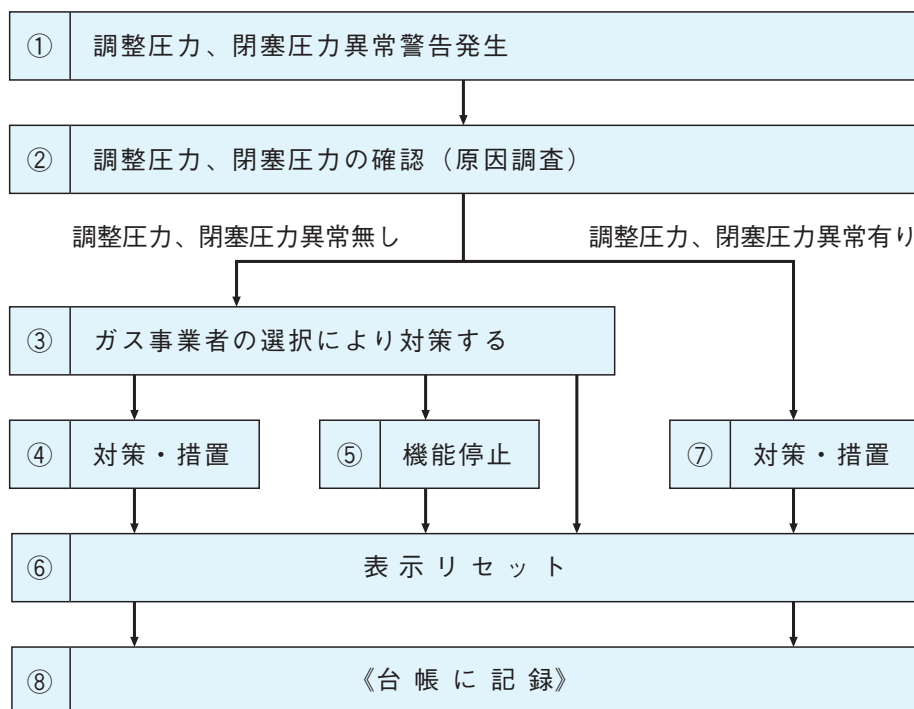 ① 調整圧力、閉塞圧力異常警告発生
② 調整圧力、閉塞圧力の確認（原因調査）
調整圧力、閉塞圧力異常無し 調整圧力、閉塞圧力異常有り
③ ガス事業者の選択により対策する
④ 対策・措置 ⑤ 機能停止 ⑦ 対策・措置
⑥ 表示リセット
⑧ 《台帳に記録》